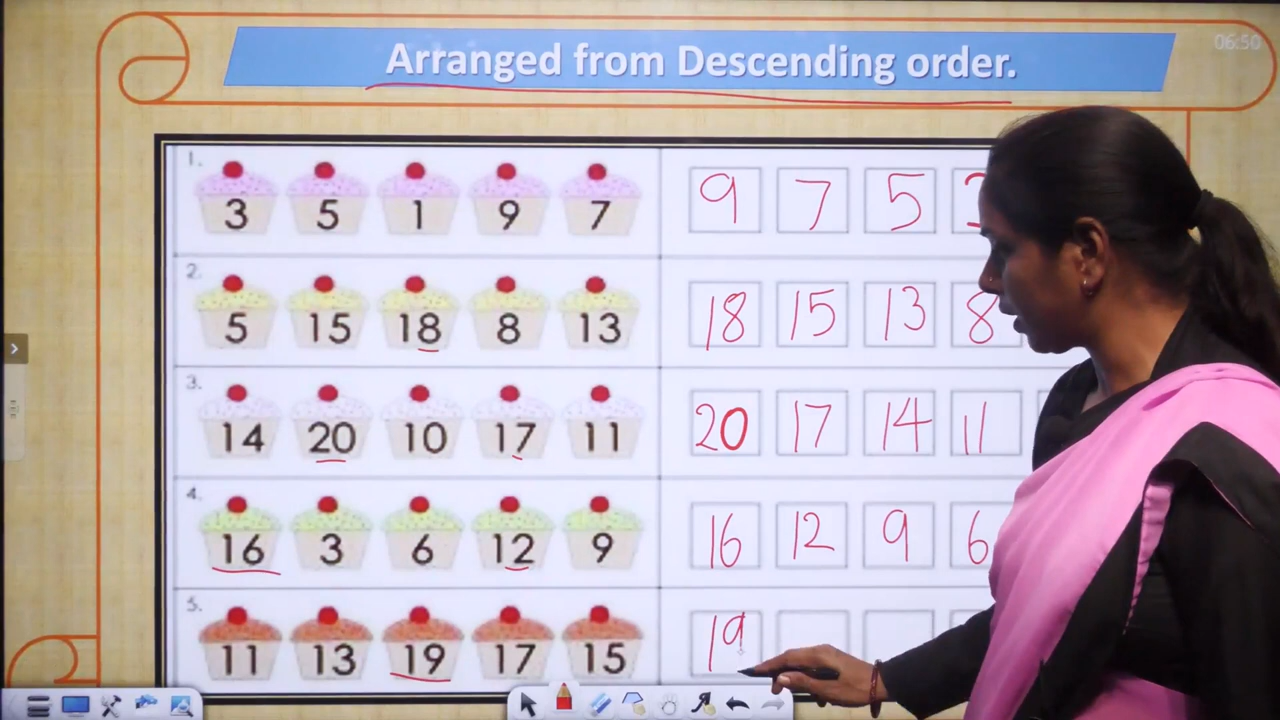 06:50
Arranged from Descending order.
1.
3 5 1 9 7 9 7 5
2.
5 15 18 8 13 18 15 13 8
3.
14 20 10 17 11 20 17 14 11
4.
16 3 6 12 9 16 12 9 6
5.
11 13 19 17 15 19